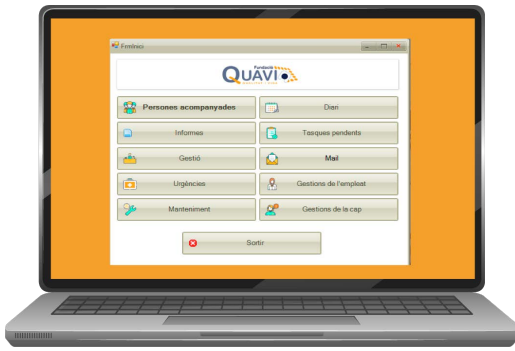 FrmInici
Fundació
QUAVI
Persones acompanyades
Diari
Informes
Tasques pendents
Gestió
Mail
Urgències
Gestions de l'empleat
Manteniment
Gestions de la cap
Sortir